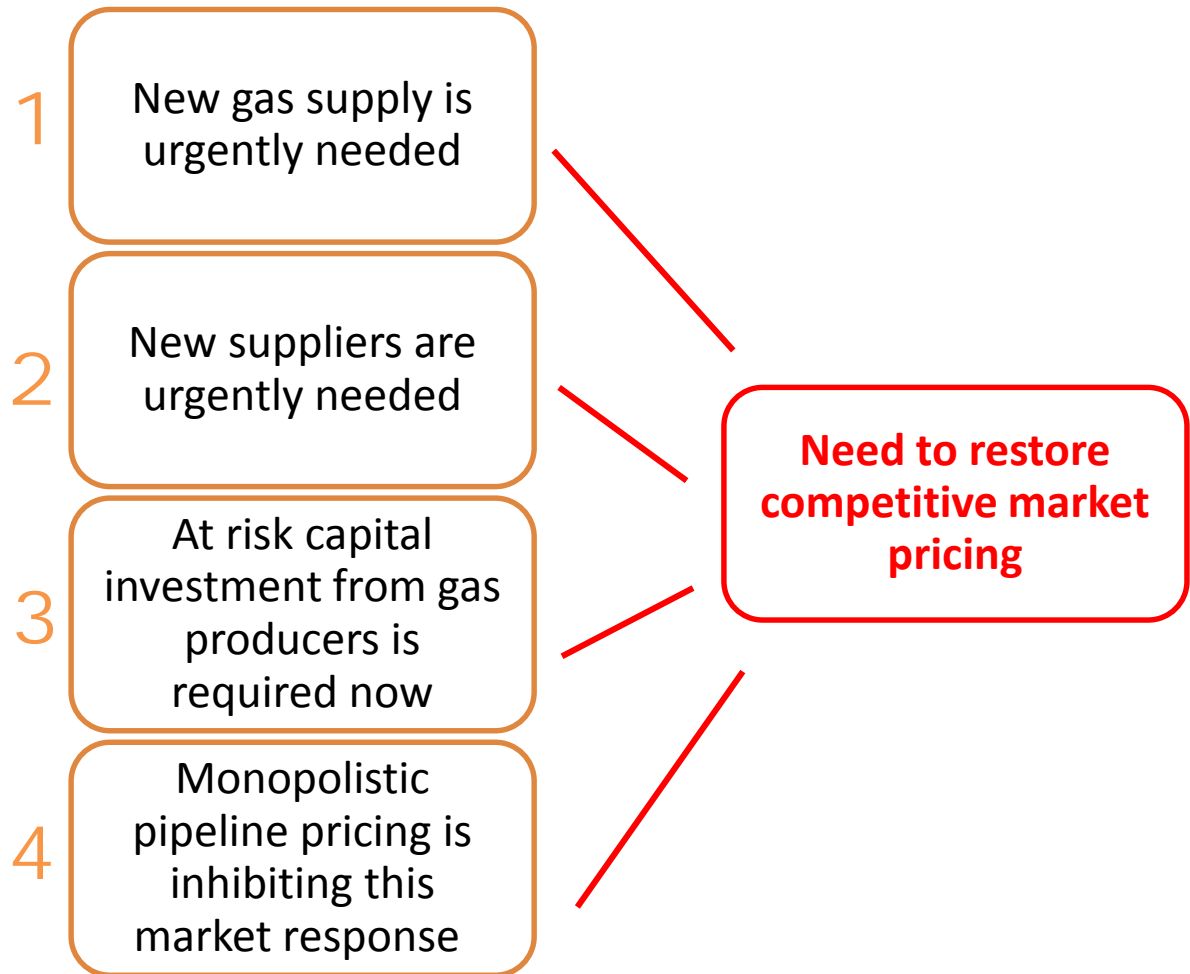 1
New gas supply is
urgently needed
2
New suppliers are
urgently needed
3
At risk capital
investment from gas
producers is
required now
4
Monopolistic
pipeline pricing is
inhibiting this
market response
Need to restore
competitive market
pricing